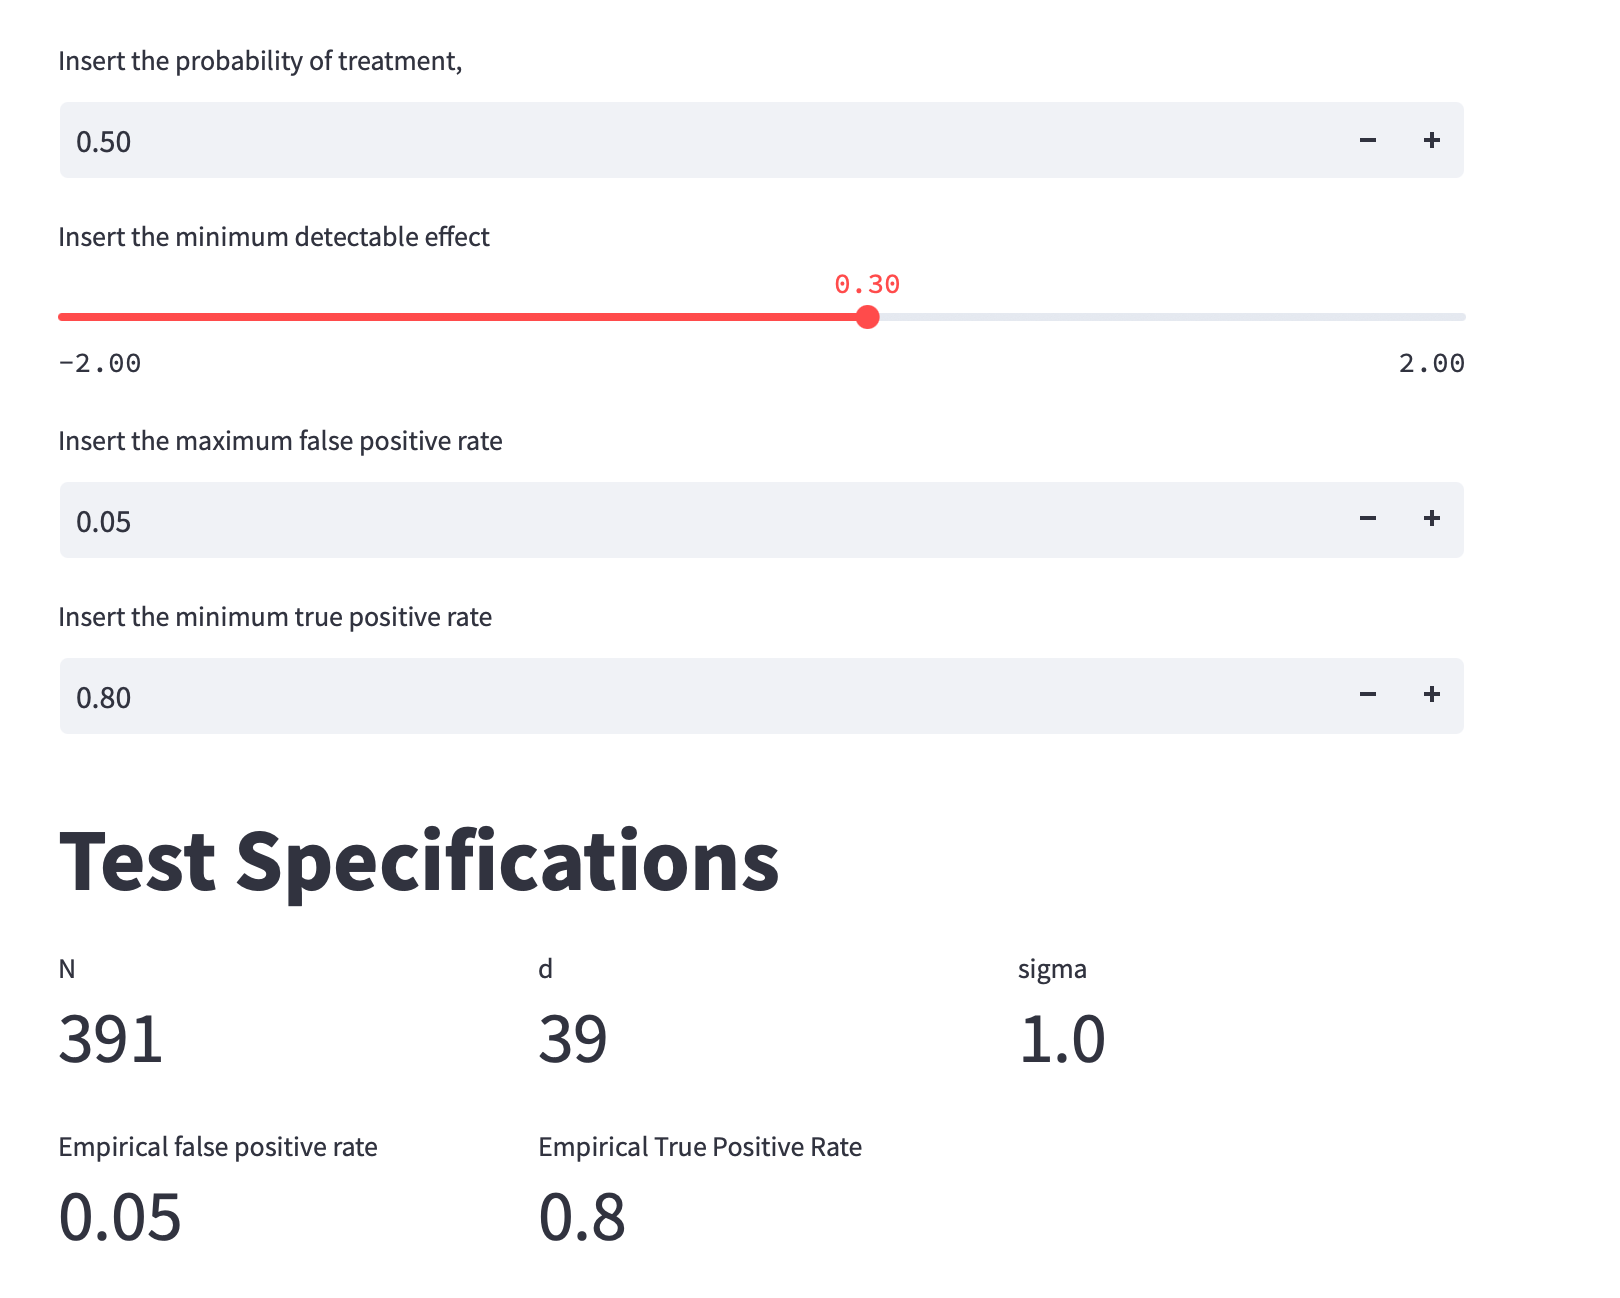 Insert the probability of treatment,
0.50
Insert the minimum detectable effect
0.30
-2.00 2.00
Insert the maximum false positive rate
0.05
Insert the minimum true positive rate
0.80
Test Specifications
N d sigma
391 39 1.0
Empirical false positive rate Empirical True Positive Rate
0.05 0.8